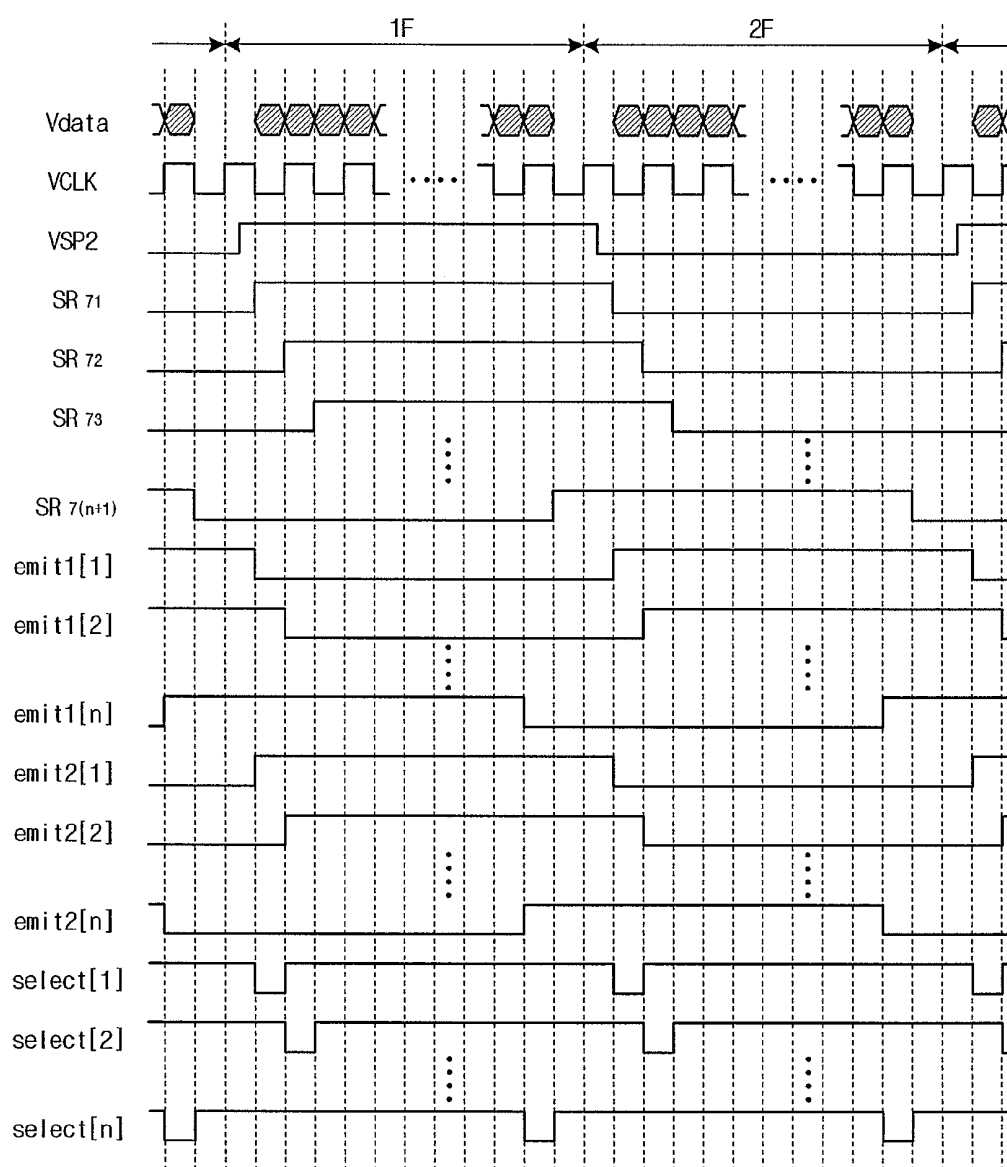 1F 2F
Vdata
VCLK
VSP2
SR 71
SR 72
SR 73
SR 7(n+1)
emit1[1]
emit1[2]
emit1[n]
emit2[1]
emit2[2]
emit2[n]
select[1]
select[2]
select[n]